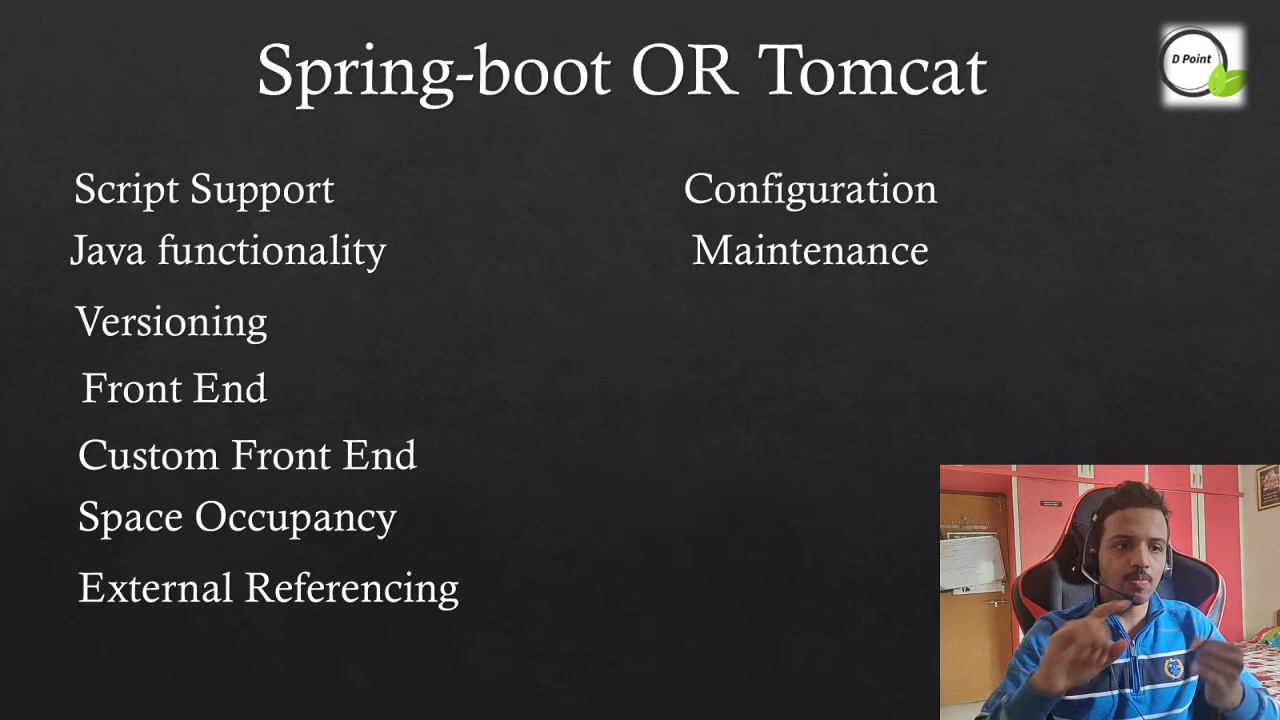 Spring-boot OR Tomcat
D Point
Script Support
Java functionality
Versioning
Front End
Custom Front End
Space Occupancy
External Referencing
Configuration
Maintenance